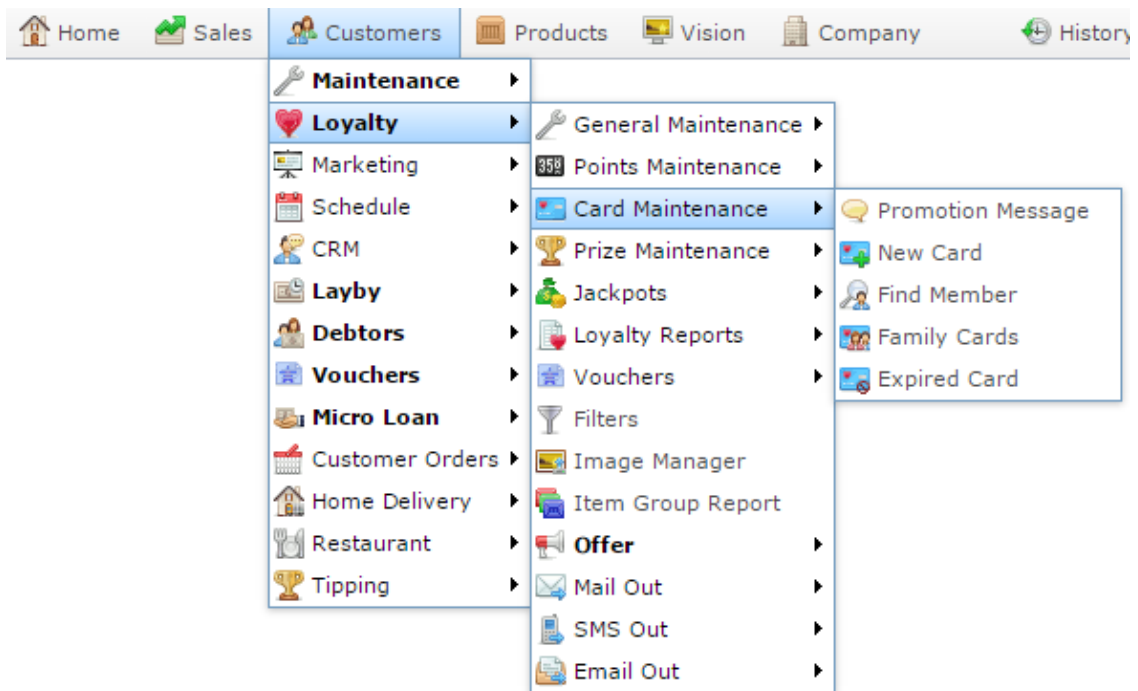 Home Sales Customers Products Vision Company History
Maintenance
Loyalty
Marketing
Schedule
CRM
Layby
Debtors
Vouchers
Micro Loan
Customer Orders
Home Delivery
Restaurant
Tipping
General Maintenance
358 Points Maintenance
Card Maintenance
Prize Maintenance
Jackpots
Loyalty Reports
Vouchers
Filters
Image Manager
Item Group Report
Offer
Mail Out
SMS Out
Email Out
Promotion Message
New Card
Find Member
Family Cards
Expired Card